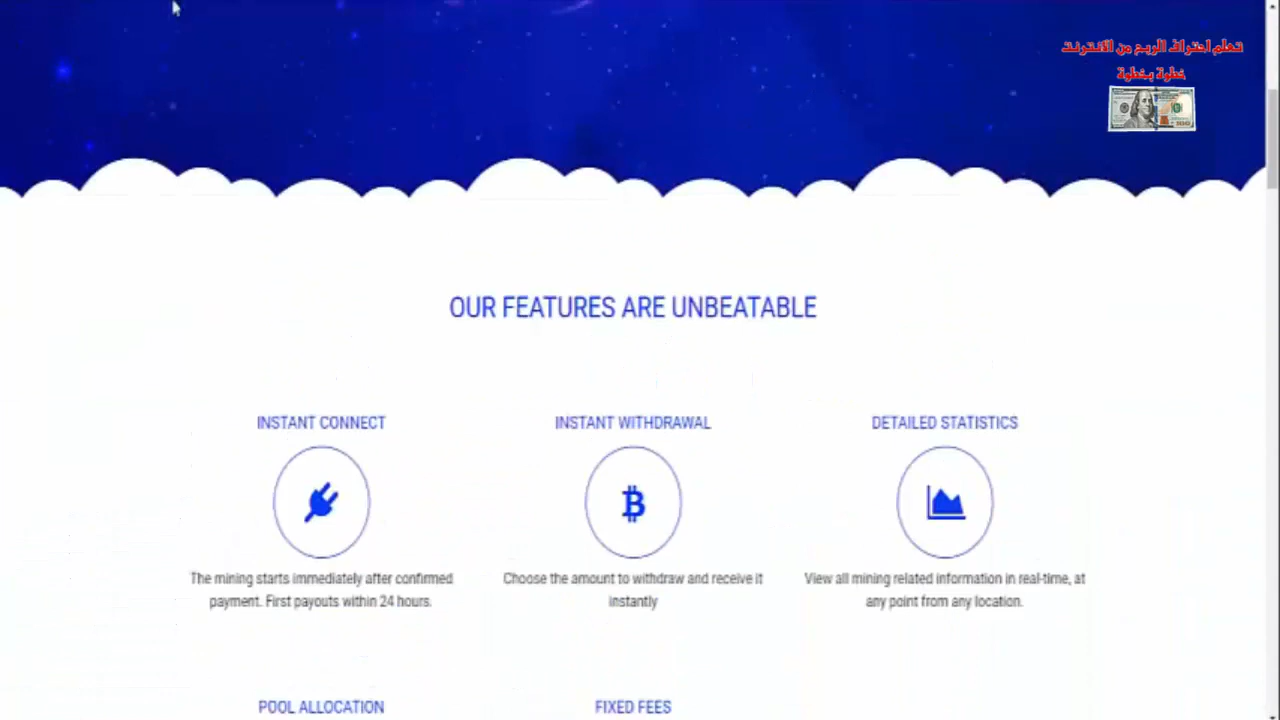 تعلم احتراف الربح من الانترنت
خطوة بخطوة
OUR FEATURES ARE UNBEATABLE
INSTANT CONNECT
The mining starts immediately after confirmed
payment. First payouts within 24 hours.
INSTANT WITHDRAWAL
Choose the amount to withdraw and receive it
instantly
DETAILED STATISTICS
View all mining related information in real-time, at
any point from any location.
POOL ALLOCATION
FIXED FEES